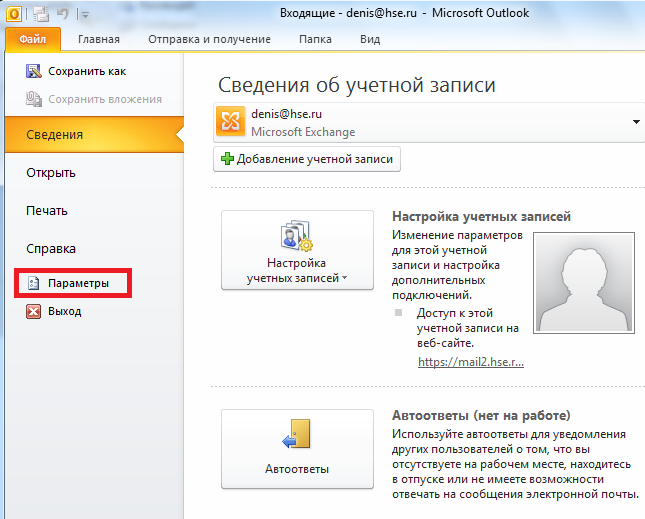 Входящие - denis@hse.ru - Microsoft Outlook
Файл Главная Отправка и получение Папка Вид
Сохранить как
Сохранить вложения
Сведения
Открыть
Печать
Справка
Параметры
Выход
Сведения об учетной записи
denis@hse.ru
Microsoft Exchange
Добавление учетной записи
Настройка
учетных записей
Настройка учетных записей
Изменение параметров
для этой учетной
записи и настройка
дополнительных
подключений.
Доступ к этой
учетной записи на
веб-сайте.
https://mail2.hse.r...
Автоответы
Автоответы (нет на работе)
Используйте автоответы для уведомления
других пользователей о том, что вы
отсутствуете на рабочем месте, находитесь
в отпуске или не имеете возможности
отвечать на сообщения электронной почты.